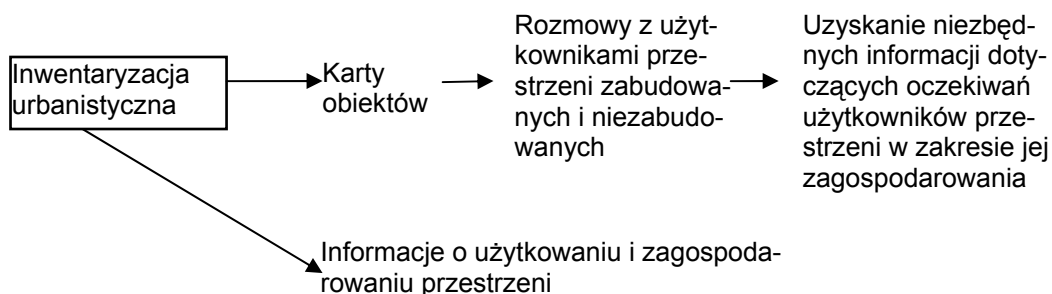 Inwentaryzacja
urbanistyczna
Karty
obiektów
Rozmowy z użyt-
kownikami prze-
strzeni zabudowa-
nych i niezabudo-
wanych
Uzyskanie niezbęd-
nych informacji doty-
czących oczekiwań
użytkowników prze-
strzeni w zakresie jej
zagospodarowania
Informacje o użytkowaniu i zagospoda-
rowaniu przestrzeni